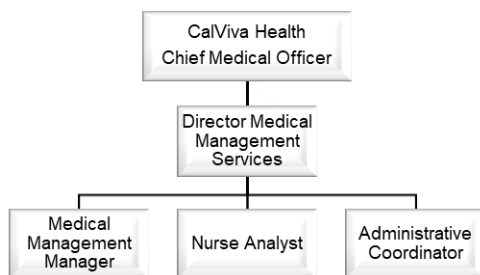 CalViva Health
Chief Medical Officer
Director Medical
Management
Services
Medical
Management
Manager
Nurse Analyst
Administrative
Coordinator